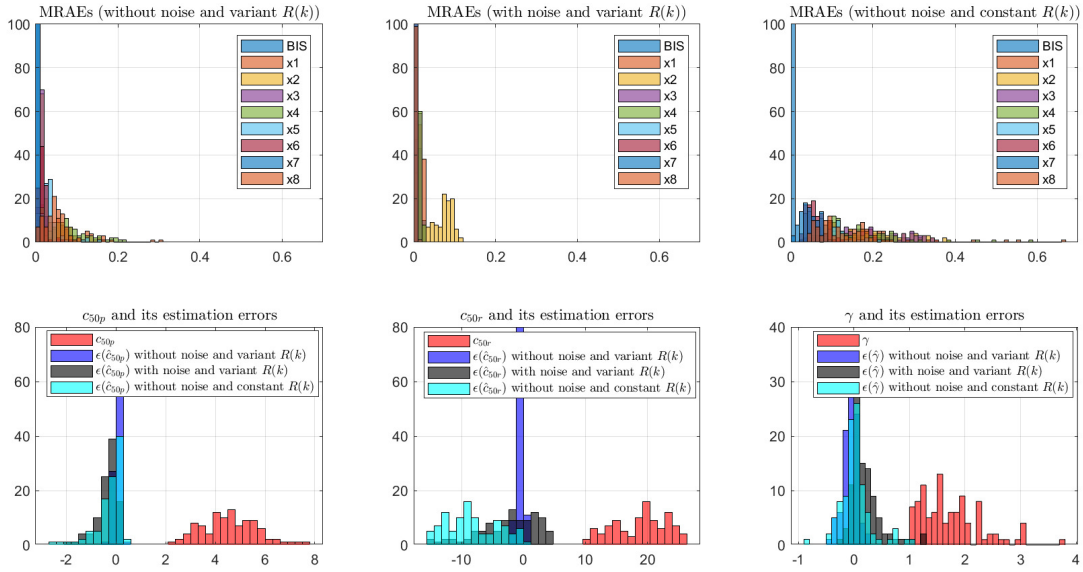 MRAEs (without noise and variant R(k))
100
80
60
40
20
0
0
0.2
0.4
0.6
BIS
x1
x2
x3
x4
x5
x6
x7
x8
MRAEs (with noise and variant R(k))
100
80
60
40
20
0
0
0.2
0.4
0.6
BIS
x1
x2
x3
x4
x5
x6
x7
x8
MRAEs (without noise and constant R(k))
100
80
60
40
20
0
0
0.2
0.4
0.6
BIS
x1
x2
x3
x4
x5
x6
x7
x8
c50p and its estimation errors
80
60
40
20
0
-2
0
2
4
6
8
c50p
ϵ(ĉ50p) without noise and variant R(k)
ϵ(ĉ50p) with noise and variant R(k)
ϵ(ĉ50p) without noise and constant R(k)
c50r and its estimation errors
80
60
40
20
0
-10
0
10
20
c50r
ϵ(ĉ50r) without noise and variant R(k)
ϵ(ĉ50r) with noise and variant R(k)
ϵ(ĉ50r) without noise and constant R(k)
γ and its estimation errors
40
30
20
10
0
-1
0
1
2
3
4
γ
ϵ(γ̂) without noise and variant R(k)
ϵ(γ̂) with noise and variant R(k)
ϵ(γ̂) without noise and constant R(k)